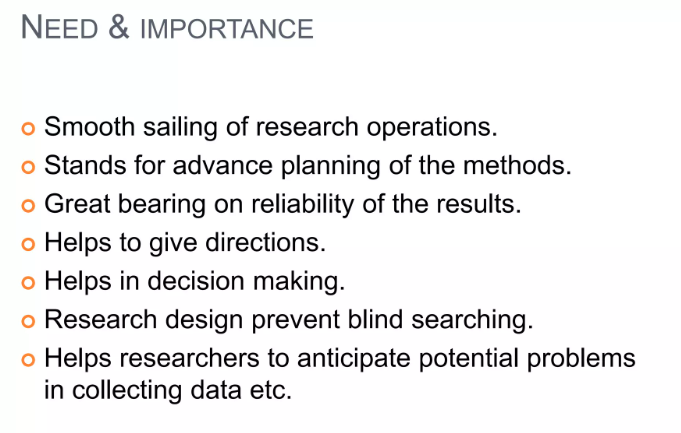 NEED & IMPORTANCE
Smooth sailing of research operations.
Stands for advance planning of the methods.
Great bearing on reliability of the results.
Helps to give directions.
Helps in decision making.
Research design prevent blind searching.
Helps researchers to anticipate potential problems
in collecting data etc.